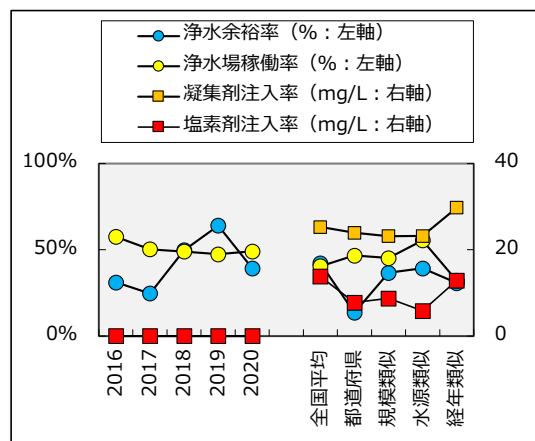 浄水余裕率（%：左軸）
浄水場稼働率（%：左軸）
凝集剤注入率（mg/L：右軸）
塩素剤注入率（mg/L：右軸）
100%
40
50%
20
0%
0
2016
2017
2018
2019
2020
全国平均
都道府県
規模類似
水源類似
経年類似